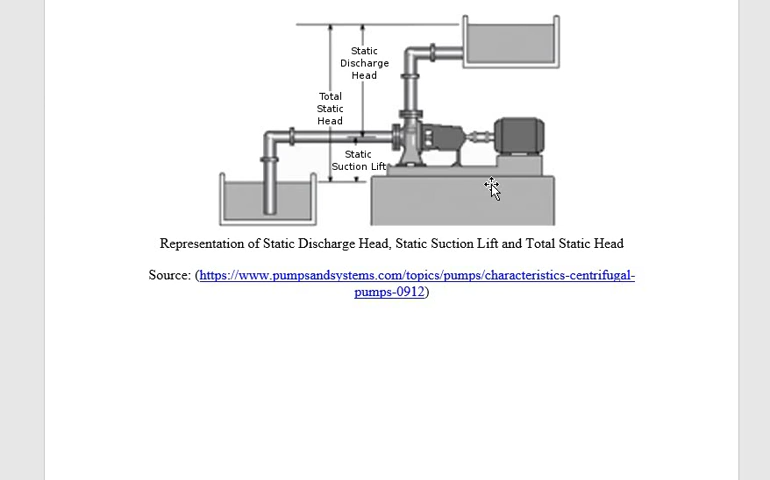 Static
Discharge
Head
Total
Static
Head
Static
Suction Lift
Representation of Static Discharge Head, Static Suction Lift and Total Static Head
Source: (https://www.pumpsandsystems.com/topics/pumps/characteristics-centrifugal-
pumps-0912)